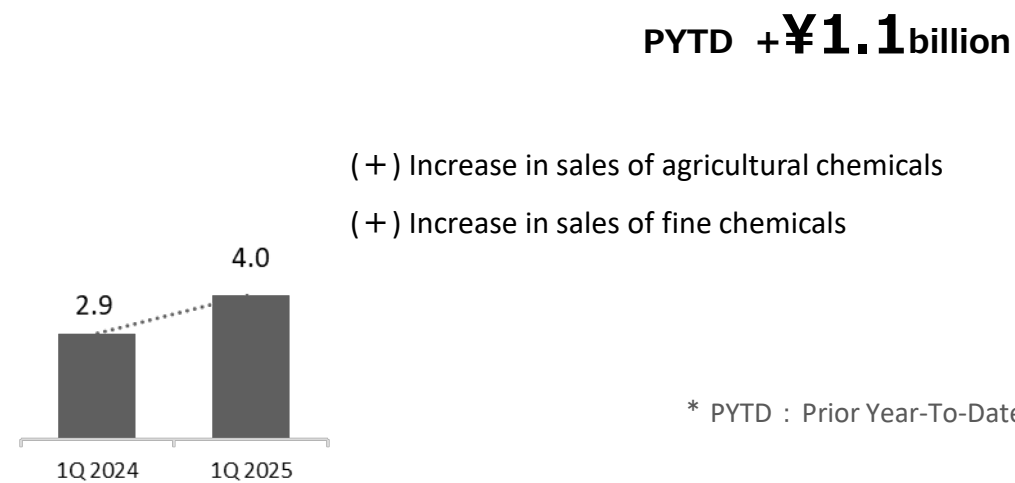 PYTD +¥1.1billion
(+) Increase in sales of agricultural chemicals
(+) Increase in sales of fine chemicals
4.0
2.9
* PYTD : Prior Year-To-Date
1Q 2024 1Q 2025